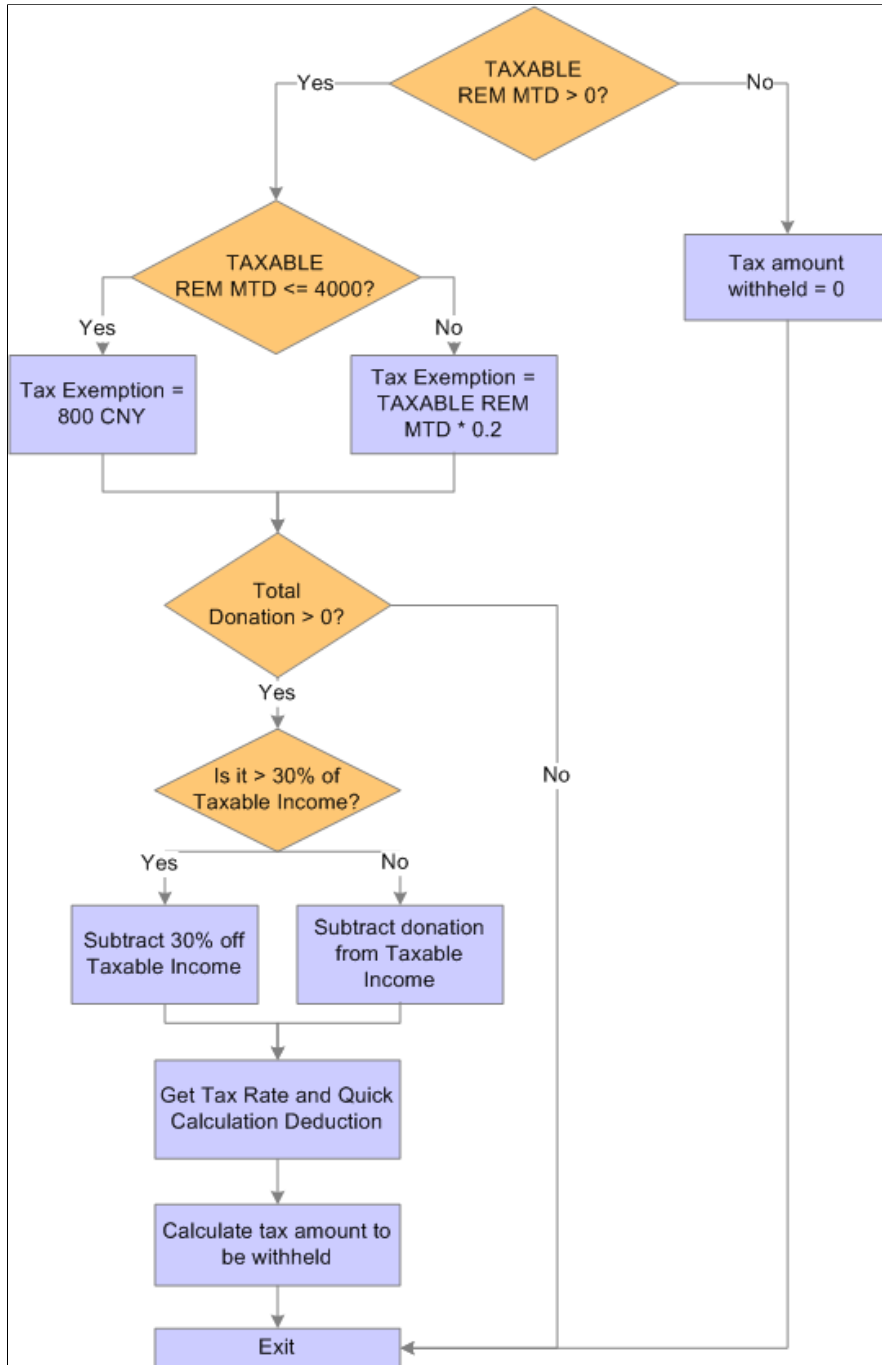 TAXABLE
REM MTD > 0?
Yes
No
TAXABLE
REM MTD <= 4000?
Tax amount
withheld = 0
Yes
No
Tax Exemption =
800 CNY
Tax Exemption =
TAXABLE REM
MTD * 0.2
Total
Donation > 0?
Yes
No
Is it > 30% of
Taxable Income?
Yes
No
Subtract 30% off
Taxable Income
Subtract donation
from Taxable
Income
Get Tax Rate and Quick
Calculation Deduction
Calculate tax amount to
be withheld
Exit